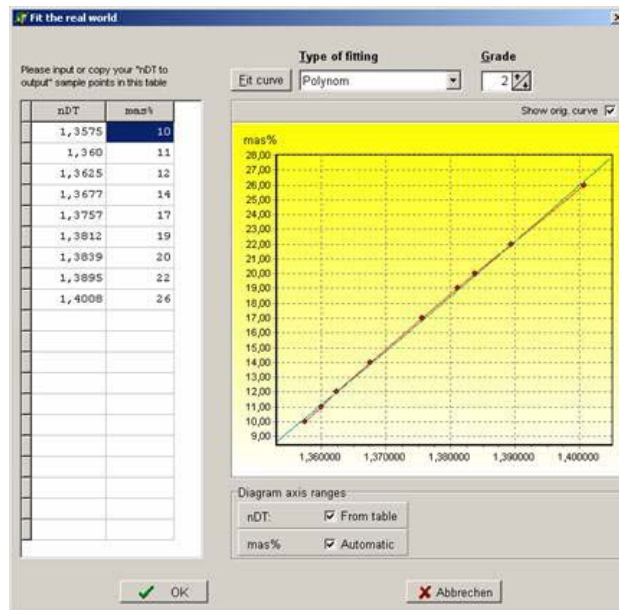 Fit the real world
Please input or copy your "nDT to
output" sample points in this table
Type of fitting
Grade
Fit curve
Polynom
2
nDT mas%
1,3575 10
1,360 11
1,3625 12
1,3677 14
1,3757 17
1,3812 19
1,3839 20
1,3895 22
1,4008 26
Show orig. curve
mas%
28,00
27,00
26,00
25,00
24,00
23,00
22,00
21,00
20,00
19,00
18,00
17,00
16,00
15,00
14,00
13,00
12,00
11,00
10,00
9,00
1,360000 1,370000 1,380000 1,390000 1,400000
Diagram axis ranges
nDT: From table
mas% Automatic
OK
Abbrechen